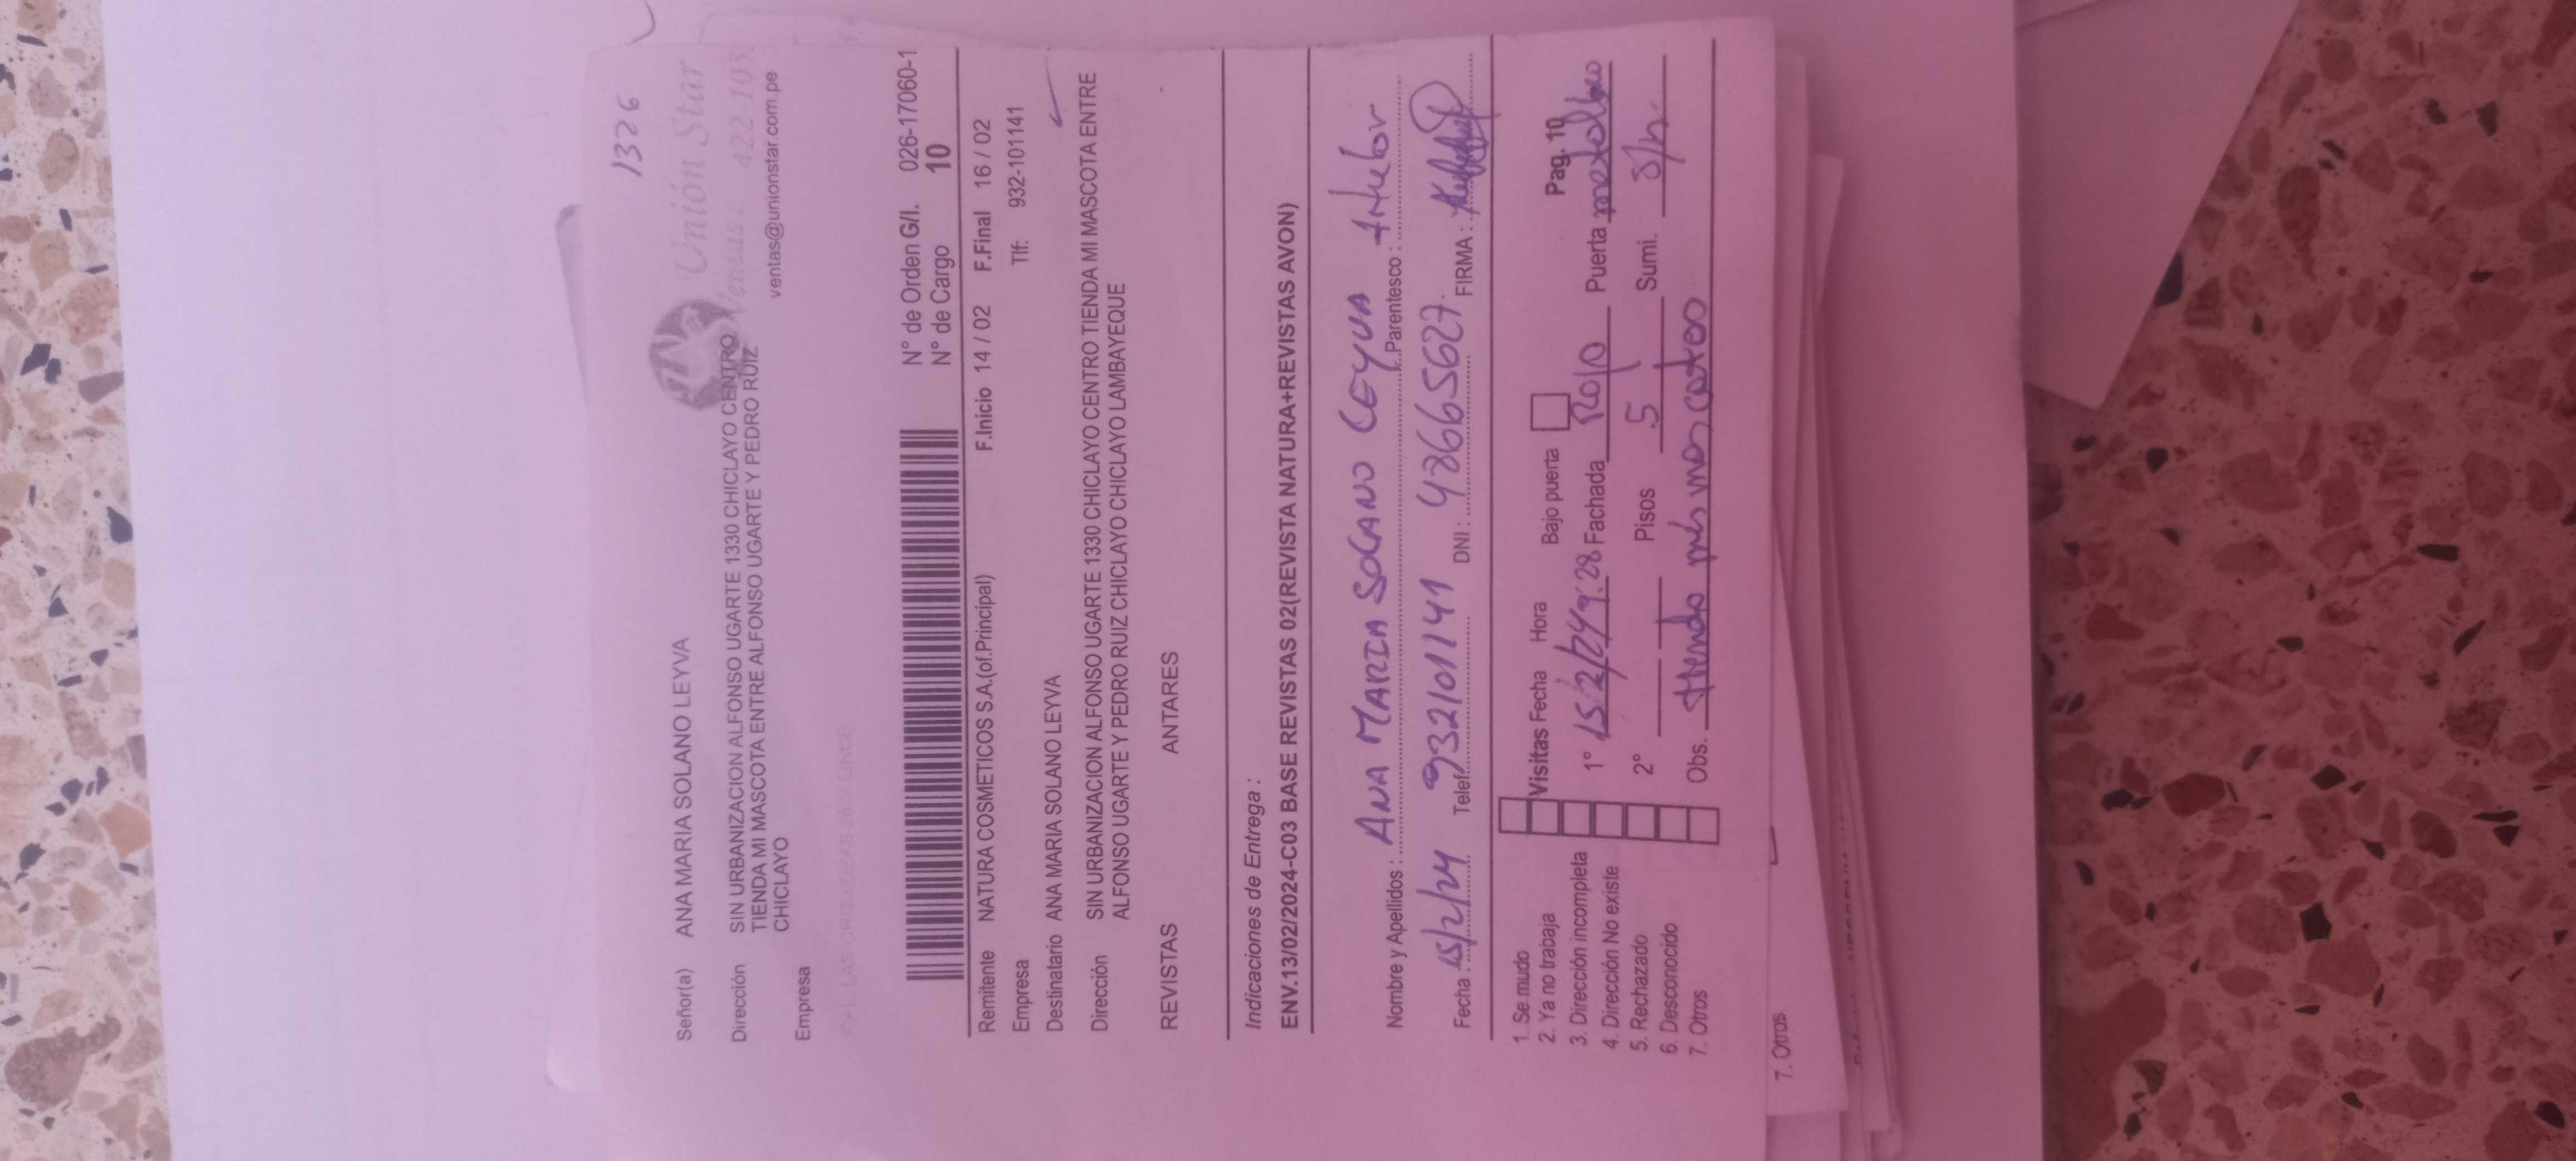 1326
Unión Star
Ventas: 422-105
ventas@unionstar.com.pe
Señor(a) ANA MARIA SOLANO LEYVA
Dirección SIN URBANIZACION ALFONSO UGARTE 1330 CHICLAYO CENTRO
TIENDA MI MASCOTA ENTRE ALFONSO UGARTE Y PEDRO RUIZ
CHICLAYO
Empresa
N° de Orden G/I. 026-17060-1
N° de Cargo 10
Remitente NATURA COSMETICOS S.A.(of.Principal) F.Inicio 14 / 02 F.Final 16 / 02
Empresa Tlf: 932-101141
Destinatario ANA MARIA SOLANO LEYVA
Dirección SIN URBANIZACION ALFONSO UGARTE 1330 CHICLAYO CENTRO TIENDA MI MASCOTA ENTRE
ALFONSO UGARTE Y PEDRO RUIZ CHICLAYO CHICLAYO LAMBAYEQUE
REVISTAS ANTARES
Indicaciones de Entrega :
ENV.13/02/2024-C03 BASE REVISTAS 02(REVISTA NATURA+REVISTAS AVON)
Nombre y Apellidos : ANA MARIA SOLANO LEYVA Parentesco :
Fecha : 15/2/24 Telef. 932101141 DNI : 43665627 FIRMA :
1. Se mudo
2. Ya no trabaja Visitas Fecha Hora Bajo puerta Pag. 10
3. Dirección incompleta 1° 15/2/24 9:28 Fachada Rojo Puerta
4. Dirección No existe
5. Rechazado 2° Pisos 5 Sumi. S/N
6. Desconocido
7. Otros Obs. tienda mis mascotas
7. Otros